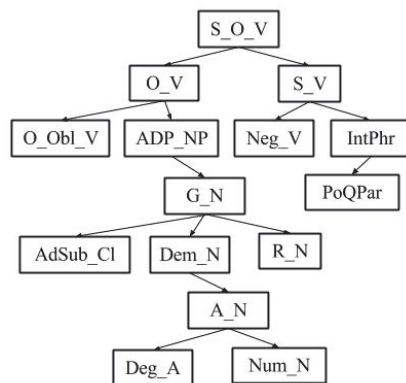 S_O_V
O_V
S_V
O_Obl_V
ADP_NP
Neg_V
IntPhr
G_N
PoQPar
AdSub_Cl
Dem_N
R_N
A_N
Deg_A
Num_N